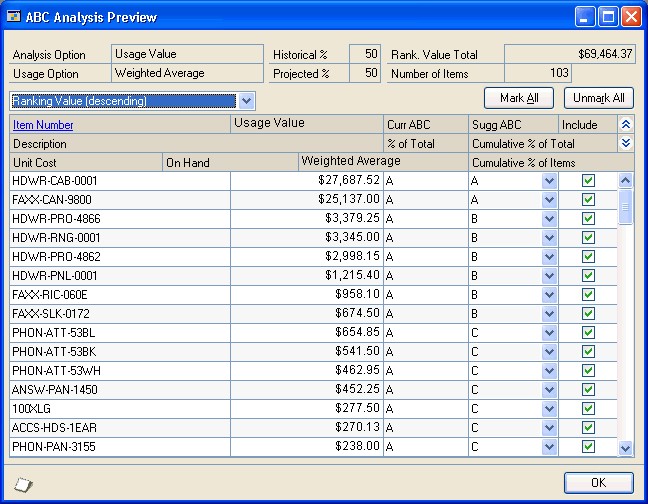 ABC Analysis Preview
Analysis Option Usage Value Historical % 50 Rank. Value Total $69,464.37
Usage Option Weighted Average Projected % 50 Number of Items 103
Ranking Value (descending) Mark All Unmark All
Item Number Usage Value Curr ABC Sugg ABC Include
Description % of Total Cumulative % of Total
Unit Cost On Hand Weighted Average Cumulative % of Items
HDWR-CAB-0001 $27,687.52 A A
FAXX-CAN-9800 $25,137.00 A A
HDWR-PRO-4866 $3,379.25 A B
HDWR-RNG-0001 $3,345.00 A B
HDWR-PRO-4862 $2,998.15 A B
HDWR-PNL-0001 $1,215.40 A B
FAXX-RIC-060E $958.10 A B
FAXX-SLK-0172 $674.50 A B
PHON-ATT-53BL $654.85 A C
PHON-ATT-53BK $541.50 A C
PHON-ATT-53WH $462.95 A C
ANSW-PAN-1450 $452.25 A C
100XLG $277.50 A C
ACCS-HDS-1EAR $270.13 A C
PHON-PAN-3155 $238.00 A C
OK